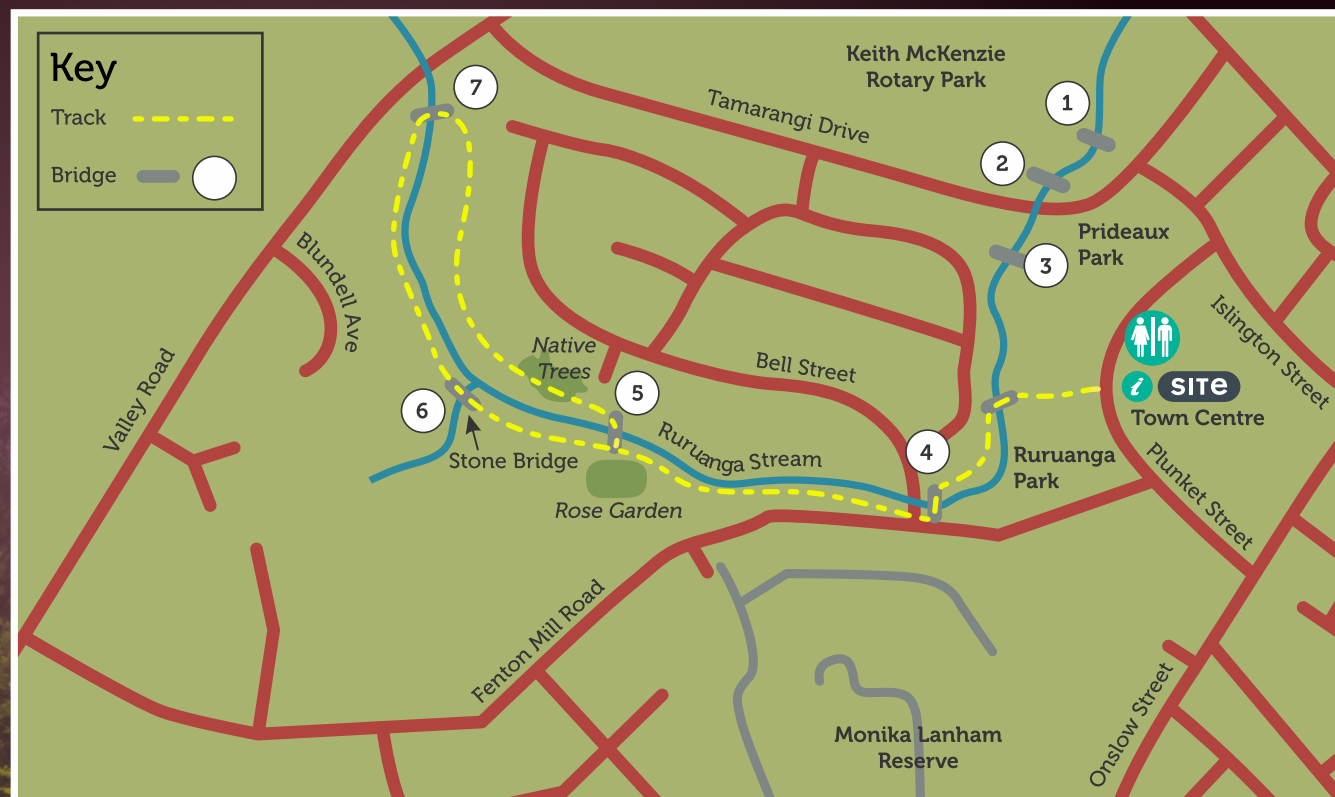 Key
Track
Bridge
7
Keith McKenzie
Rotary Park
1
Tamarangi Drive
2
Prideaux
Park
3
Blundell Ave
Islington Street
Native
Trees
Bell Street
i
SITE
Town Centre
Valley Road
5
6
Stone Bridge
Ruruanga Stream
4
Ruruanga
Park
Plunket Street
Rose Garden
Fenton Mill Road
Onslow Street
Monika Lanham
Reserve